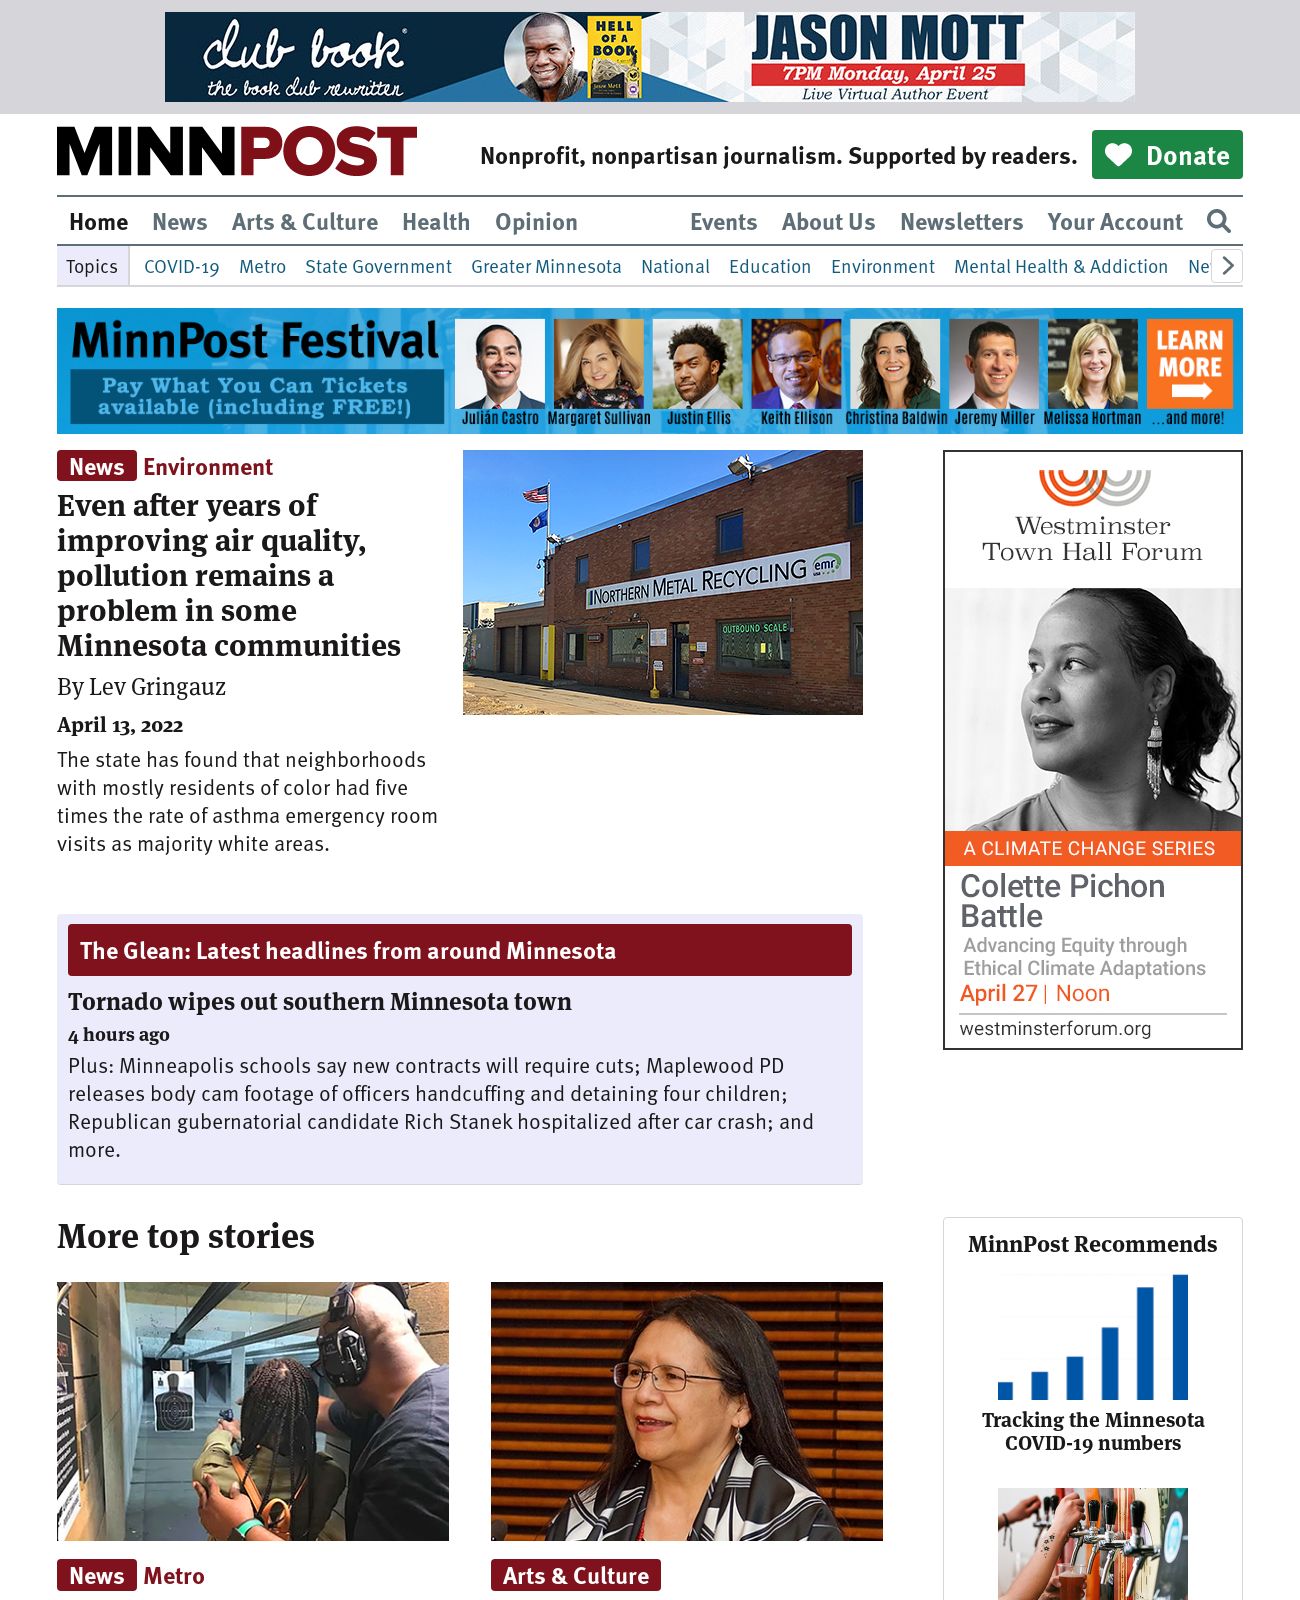 club book®
the book club rewritten
HELL
OF A
BOOK
Jason Mott
JASON MOTT
7PM Monday, April 25
Live Virtual Author Event
MINNPOST
Nonprofit, nonpartisan journalism. Supported by readers.
Donate
Home News Arts & Culture Health Opinion Events About Us Newsletters Your Account
Topics COVID-19 Metro State Government Greater Minnesota National Education Environment Mental Health & Addiction Ne
MinnPost Festival
Pay What You Can Tickets
available (including FREE!)
Julián Castro Margaret Sullivan Justin Ellis Keith Ellison Christina Baldwin Jeremy Miller Melissa Hortman ...and more!
LEARN
MORE
News Environment
Even after years of
improving air quality,
pollution remains a
problem in some
Minnesota communities
By Lev Gringauz
April 13, 2022
The state has found that neighborhoods
with mostly residents of color had five
times the rate of asthma emergency room
visits as majority white areas.
NORTHERN METAL RECYCLING
emr
USA
OUTBOUND SCALE
Westminster
Town Hall Forum
A CLIMATE CHANGE SERIES
Colette Pichon
Battle
Advancing Equity through
Ethical Climate Adaptations
April 27 | Noon
westminsterforum.org
The Glean: Latest headlines from around Minnesota
Tornado wipes out southern Minnesota town
4 hours ago
Plus: Minneapolis schools say new contracts will require cuts; Maplewood PD
releases body cam footage of officers handcuffing and detaining four children;
Republican gubernatorial candidate Rich Stanek hospitalized after car crash; and
more.
More top stories
News Metro
Arts & Culture
MinnPost Recommends
Tracking the Minnesota
COVID-19 numbers